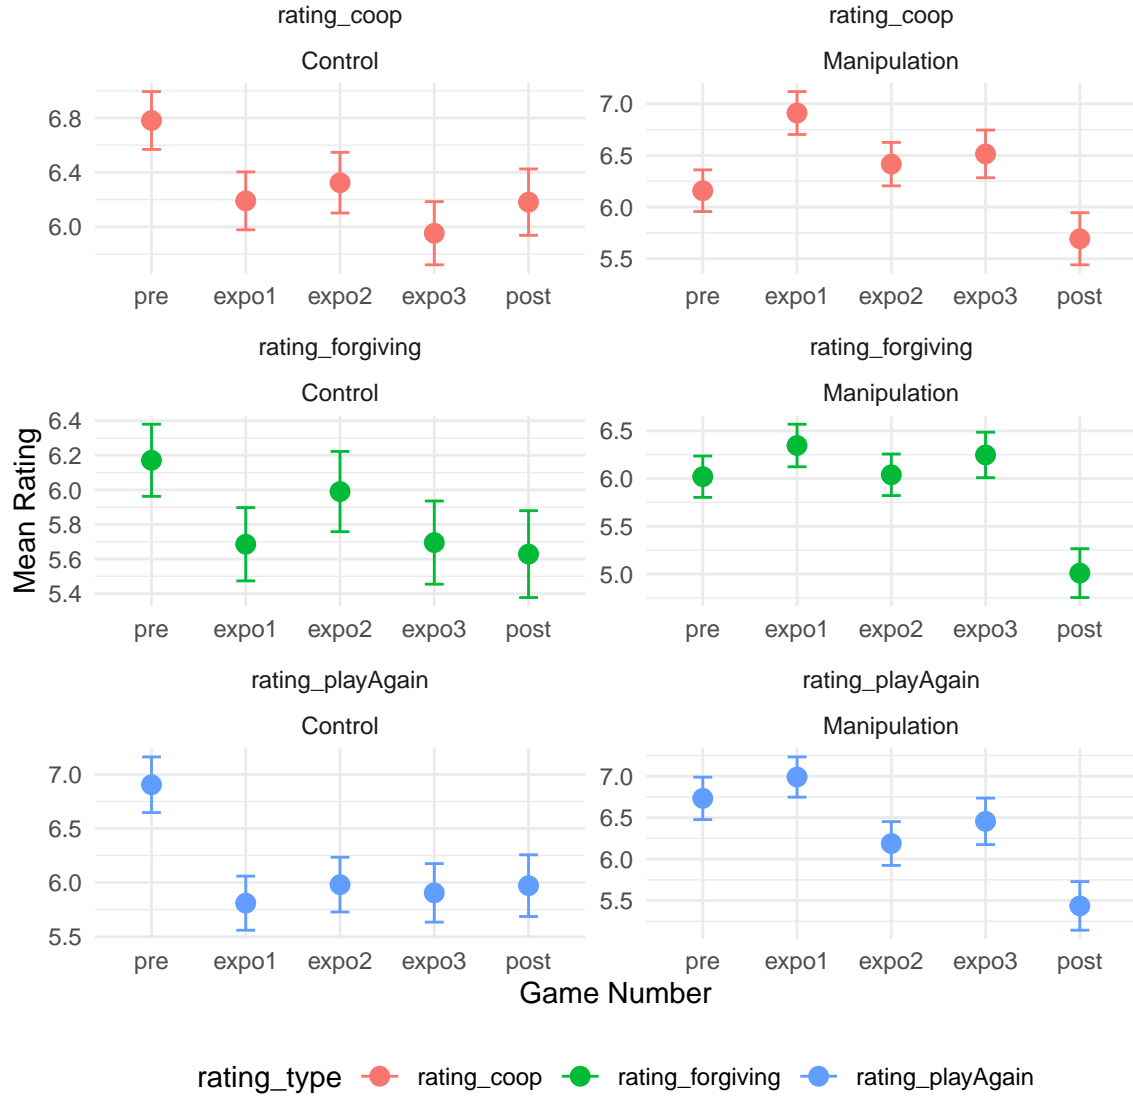 rating_coop rating_coop
Control Manipulation
6.8
6.4
6.0
7.0
6.5
6.0
5.5
pre expo1 expo2 expo3 post pre expo1 expo2 expo3 post
rating_forgiving rating_forgiving
Control Manipulation
6.4
6.2
6.0
5.8
5.6
5.4
6.5
6.0
5.5
5.0
pre expo1 expo2 expo3 post pre expo1 expo2 expo3 post
Mean Rating
rating_playAgain rating_playAgain
Control Manipulation
7.0
6.5
6.0
5.5
7.0
6.5
6.0
5.5
pre expo1 expo2 expo3 post pre expo1 expo2 expo3 post
Game Number
rating_type rating_coop rating_forgiving rating_playAgain